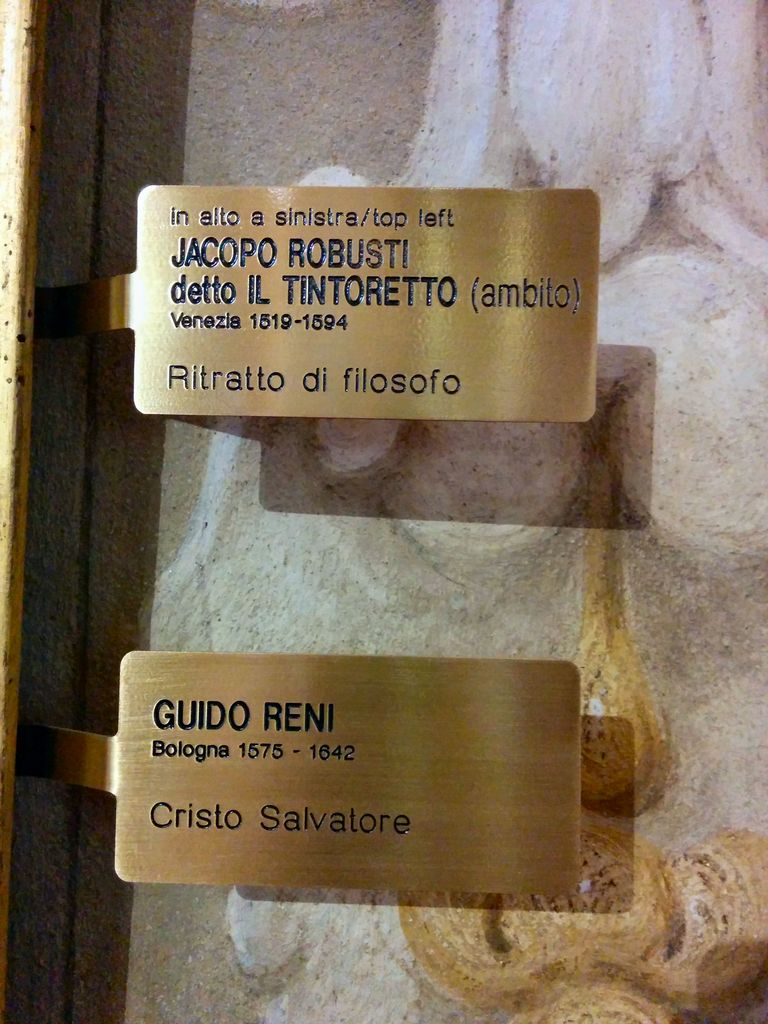 in alto a sinistra/top left
JACOPO ROBUSTI
detto IL TINTORETTO (ambito)
Venezia 1519-1594
Ritratto di filosofo
GUIDO RENI
Bologna 1575 - 1642
Cristo Salvatore